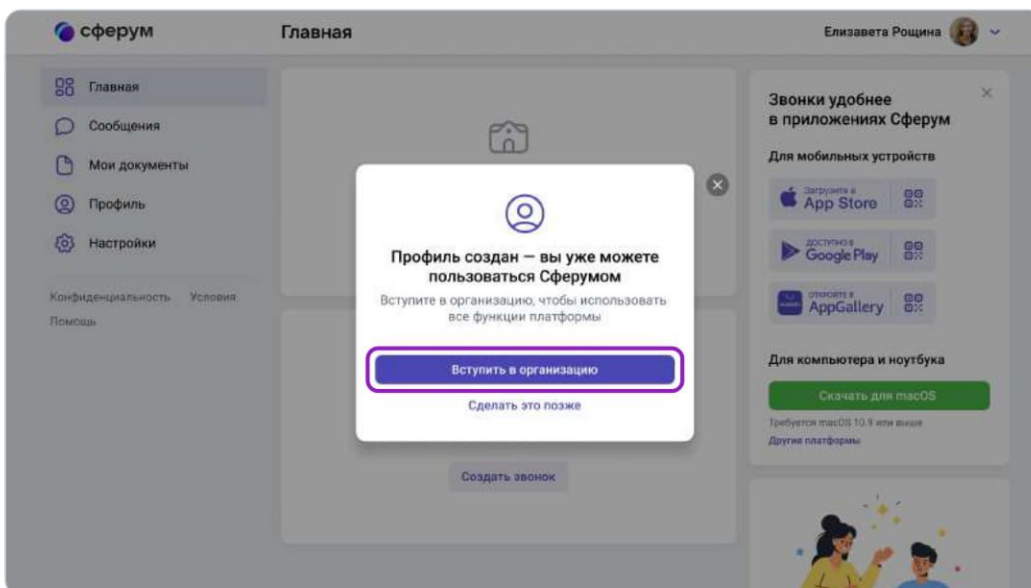 сферум
Главная
Елизавета Рощина
Главная
Сообщения
Мои документы
Профиль
Настройки
Конфиденциальность Условия
Помощь
Профиль создан — вы уже можете
пользоваться Сферумом
Вступите в организацию, чтобы использовать
все функции платформы
Вступить в организацию
Сделать это позже
Создать звонок
Звонки удобнее
в приложениях Сферум
Для мобильных устройств
Загрузите в
App Store
ДОСТУПНО В
Google Play
ОТКРОЙТЕ В
AppGallery
Для компьютера и ноутбука
Скачать для macOS
Требуется macOS 10.9 или выше
Другие платформы